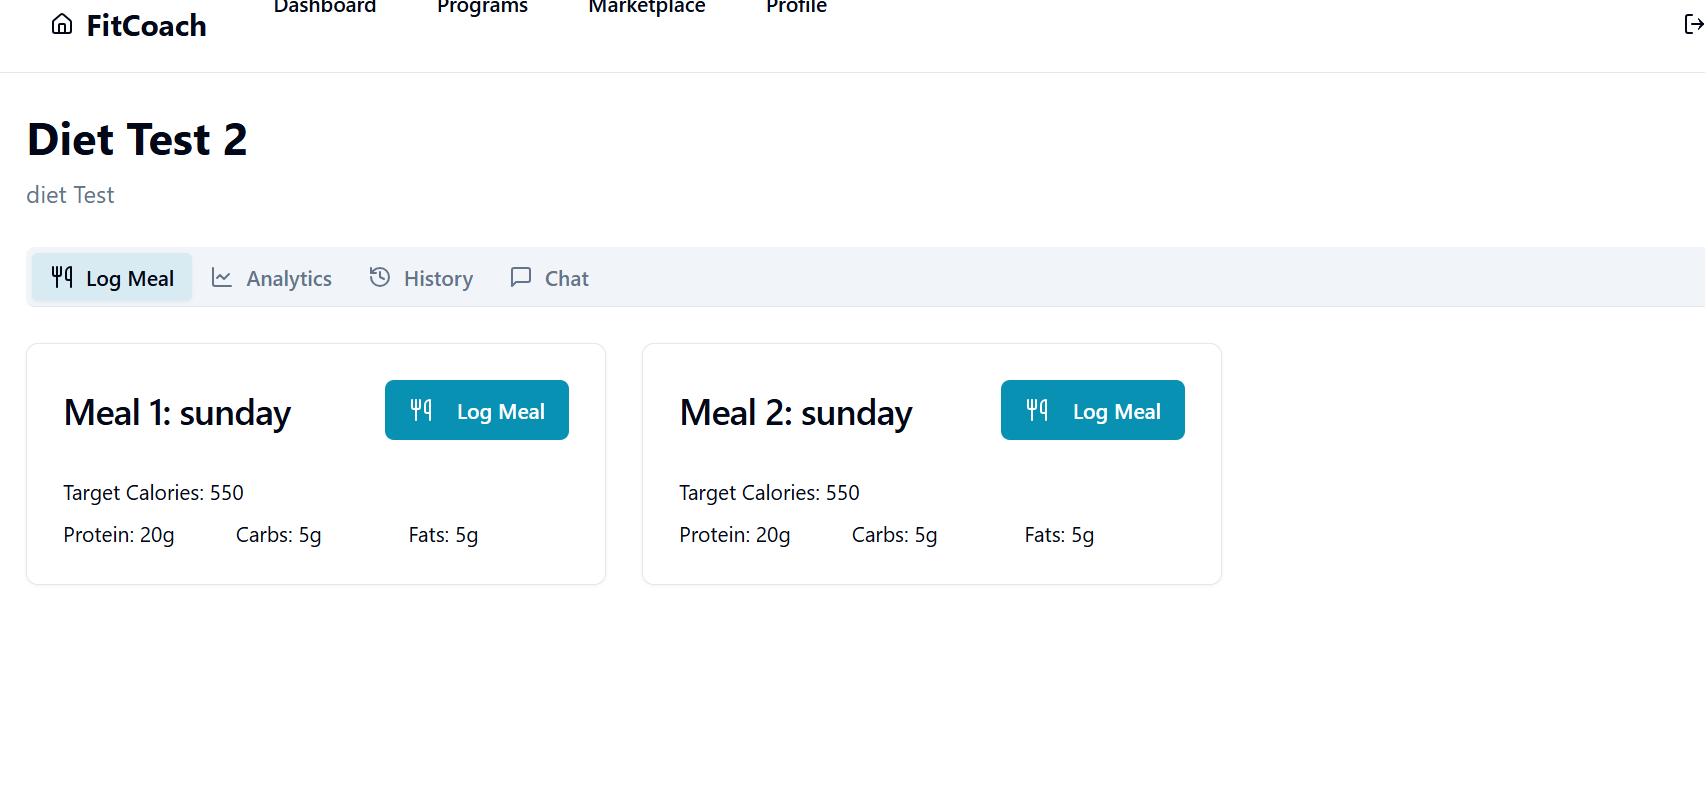 Dashboard Programs Marketplace Profile
FitCoach
Diet Test 2
diet Test
Log Meal Analytics History Chat
Meal 1: sunday Log Meal
Target Calories: 550
Protein: 20g Carbs: 5g Fats: 5g
Meal 2: sunday Log Meal
Target Calories: 550
Protein: 20g Carbs: 5g Fats: 5g